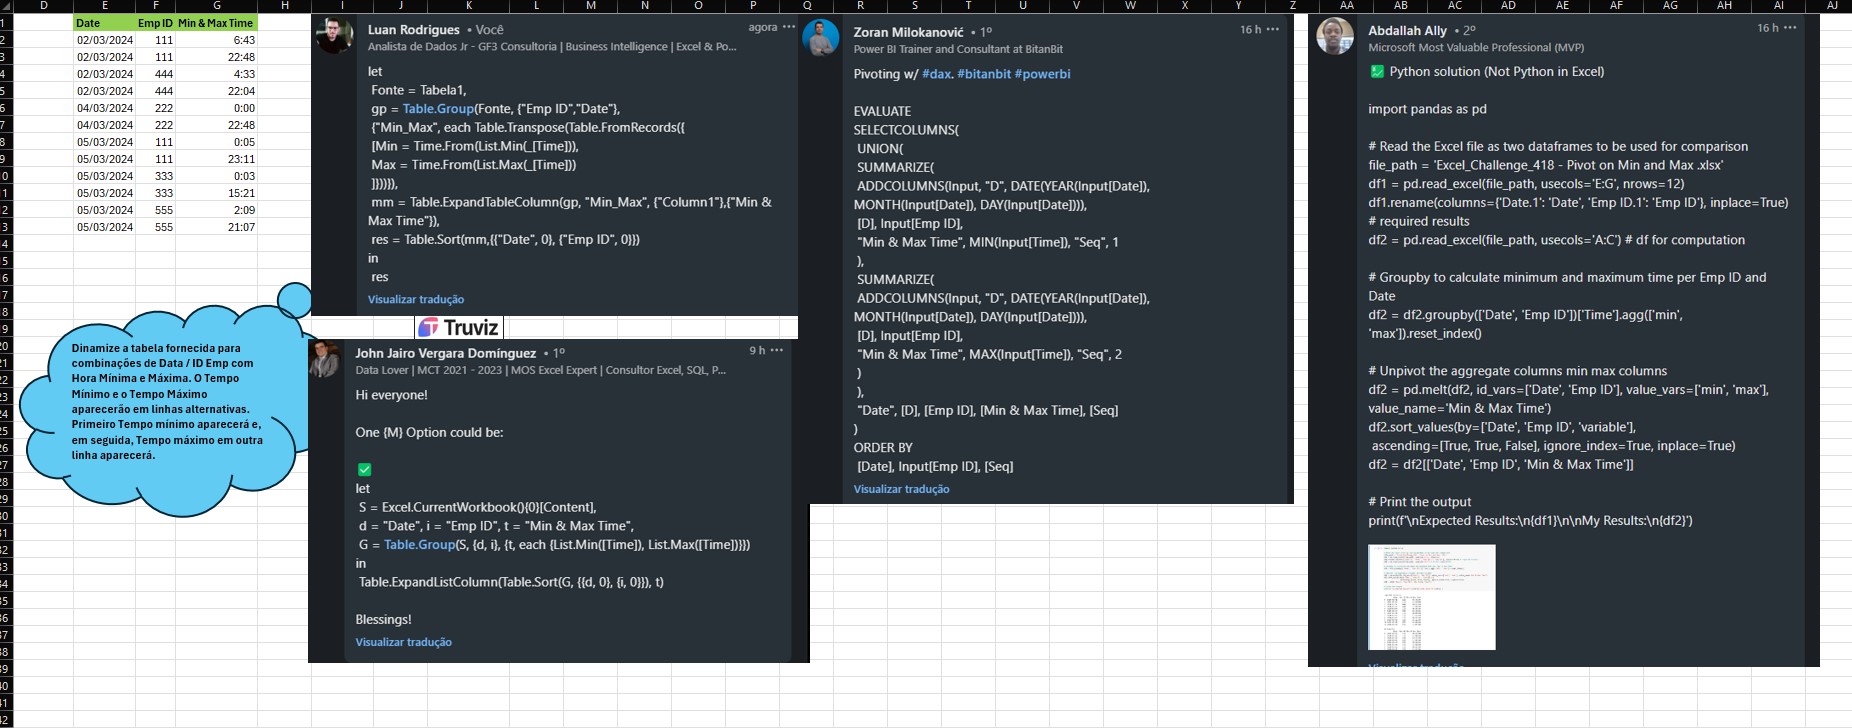 D E F G H I J K L M N O P Q R S T U V W X Y Z AA AB AC AD AE AF AG AH AI AJ
Date Emp ID Min & Max Time
02/03/2024 111 6:43
02/03/2024 111 22:48
02/03/2024 444 4:33
02/03/2024 444 22:04
04/03/2024 222 0:00
04/03/2024 222 22:48
05/03/2024 111 0:05
05/03/2024 111 23:11
05/03/2024 333 0:03
05/03/2024 333 15:21
05/03/2024 555 2:09
05/03/2024 555 21:07
Dinamize a tabela fornecida para
combinações de Data / ID Emp com
Hora Mínima e Máxima. O Tempo
Mínimo e o Tempo Máximo
aparecerão em linhas alternativas.
Primeiro Tempo mínimo aparecerá e,
em seguida, Tempo máximo em outra
linha aparecerá.
Luan Rodrigues • Você
agora •••
Analista de Dados Jr - GF3 Consultoria | Business Intelligence | Excel & Po...
let
Fonte = Tabela1,
gp = Table.Group(Fonte, {"Emp ID","Date"},
{"Min_Max", each Table.Transpose(Table.FromRecords({
[Min = Time.From(List.Min(_[Time])),
Max = Time.From(List.Max(_[Time]))
]}))}),
mm = Table.ExpandTableColumn(gp, "Min_Max", {"Column1"},{"Min &
Max Time"}),
res = Table.Sort(mm,{{"Date", 0}, {"Emp ID", 0}})
in
res
Visualizar tradução
Truviz
John Jairo Vergara Domínguez • 1º
9 h •••
Data Lover | MCT 2021 - 2023 | MOS Excel Expert | Consultor Excel, SQL, P...
Hi everyone!
One {M} Option could be:
✅
let
S = Excel.CurrentWorkbook(){0}[Content],
d = "Date", i = "Emp ID", t = "Min & Max Time",
G = Table.Group(S, {d, i}, {t, each {List.Min([Time]), List.Max([Time])}})
in
Table.ExpandListColumn(Table.Sort(G, {{d, 0}, {i, 0}}), t)
Blessings!
Visualizar tradução
Zoran Milokanović • 1º
16 h •••
Power BI Trainer and Consultant at BitanBit
Pivoting w/ #dax. #bitanbit #powerbi
EVALUATE
SELECTCOLUMNS(
UNION(
SUMMARIZE(
ADDCOLUMNS(Input, "D", DATE(YEAR(Input[Date]),
MONTH(Input[Date]), DAY(Input[Date]))),
[D], Input[Emp ID],
"Min & Max Time", MIN(Input[Time]), "Seq", 1
),
SUMMARIZE(
ADDCOLUMNS(Input, "D", DATE(YEAR(Input[Date]),
MONTH(Input[Date]), DAY(Input[Date]))),
[D], Input[Emp ID],
"Min & Max Time", MAX(Input[Time]), "Seq", 2
)
),
"Date", [D], [Emp ID], [Min & Max Time], [Seq]
)
ORDER BY
[Date], Input[Emp ID], [Seq]
Visualizar tradução
Abdallah Ally • 2º
16 h •••
Microsoft Most Valuable Professional (MVP)
✅ Python solution (Not Python in Excel)
import pandas as pd
# Read the Excel file as two dataframes to be used for comparison
file_path = 'Excel_Challenge_418 - Pivot on Min and Max .xlsx'
df1 = pd.read_excel(file_path, usecols='E:G', nrows=12)
df1.rename(columns={'Date.1': 'Date', 'Emp ID.1': 'Emp ID'}, inplace=True)
# required results
df2 = pd.read_excel(file_path, usecols='A:C') # df for computation
# Groupby to calculate minimum and maximum time per Emp ID and
Date
df2 = df2.groupby(['Date', 'Emp ID'])['Time'].agg(['min',
'max']).reset_index()
# Unpivot the aggregate columns min max columns
df2 = pd.melt(df2, id_vars=['Date', 'Emp ID'], value_vars=['min', 'max'],
value_name='Min & Max Time')
df2.sort_values(by=['Date', 'Emp ID', 'variable'],
ascending=[True, True, False], ignore_index=True, inplace=True)
df2 = df2[['Date', 'Emp ID', 'Min & Max Time']]
# Print the output
print(f'\nExpected Results:\n{df1}\n\nMy Results:\n{df2}')